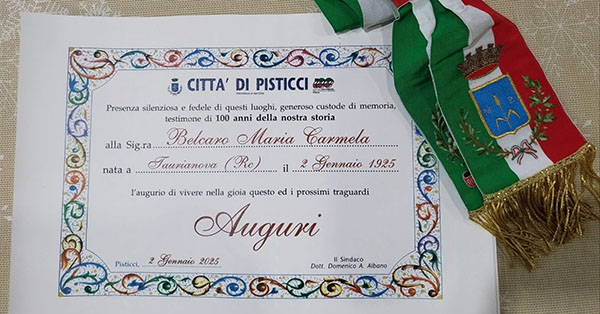 CITTA' DI PISTICCI
Presenza silenziosa e fedele di questi luoghi, generoso custode di memoria,
testimone di 100 anni della nostra storia
alla Sig.ra Belcaro Maria Carmela
nata a Taurianova (Rc) il 2 Gennaio 1925
l'augurio di vivere nella gioia questo ed i prossimi traguardi
Auguri
Pisticci, 2 Gennaio 2025
Il Sindaco
Dott. Domenico A. Albano